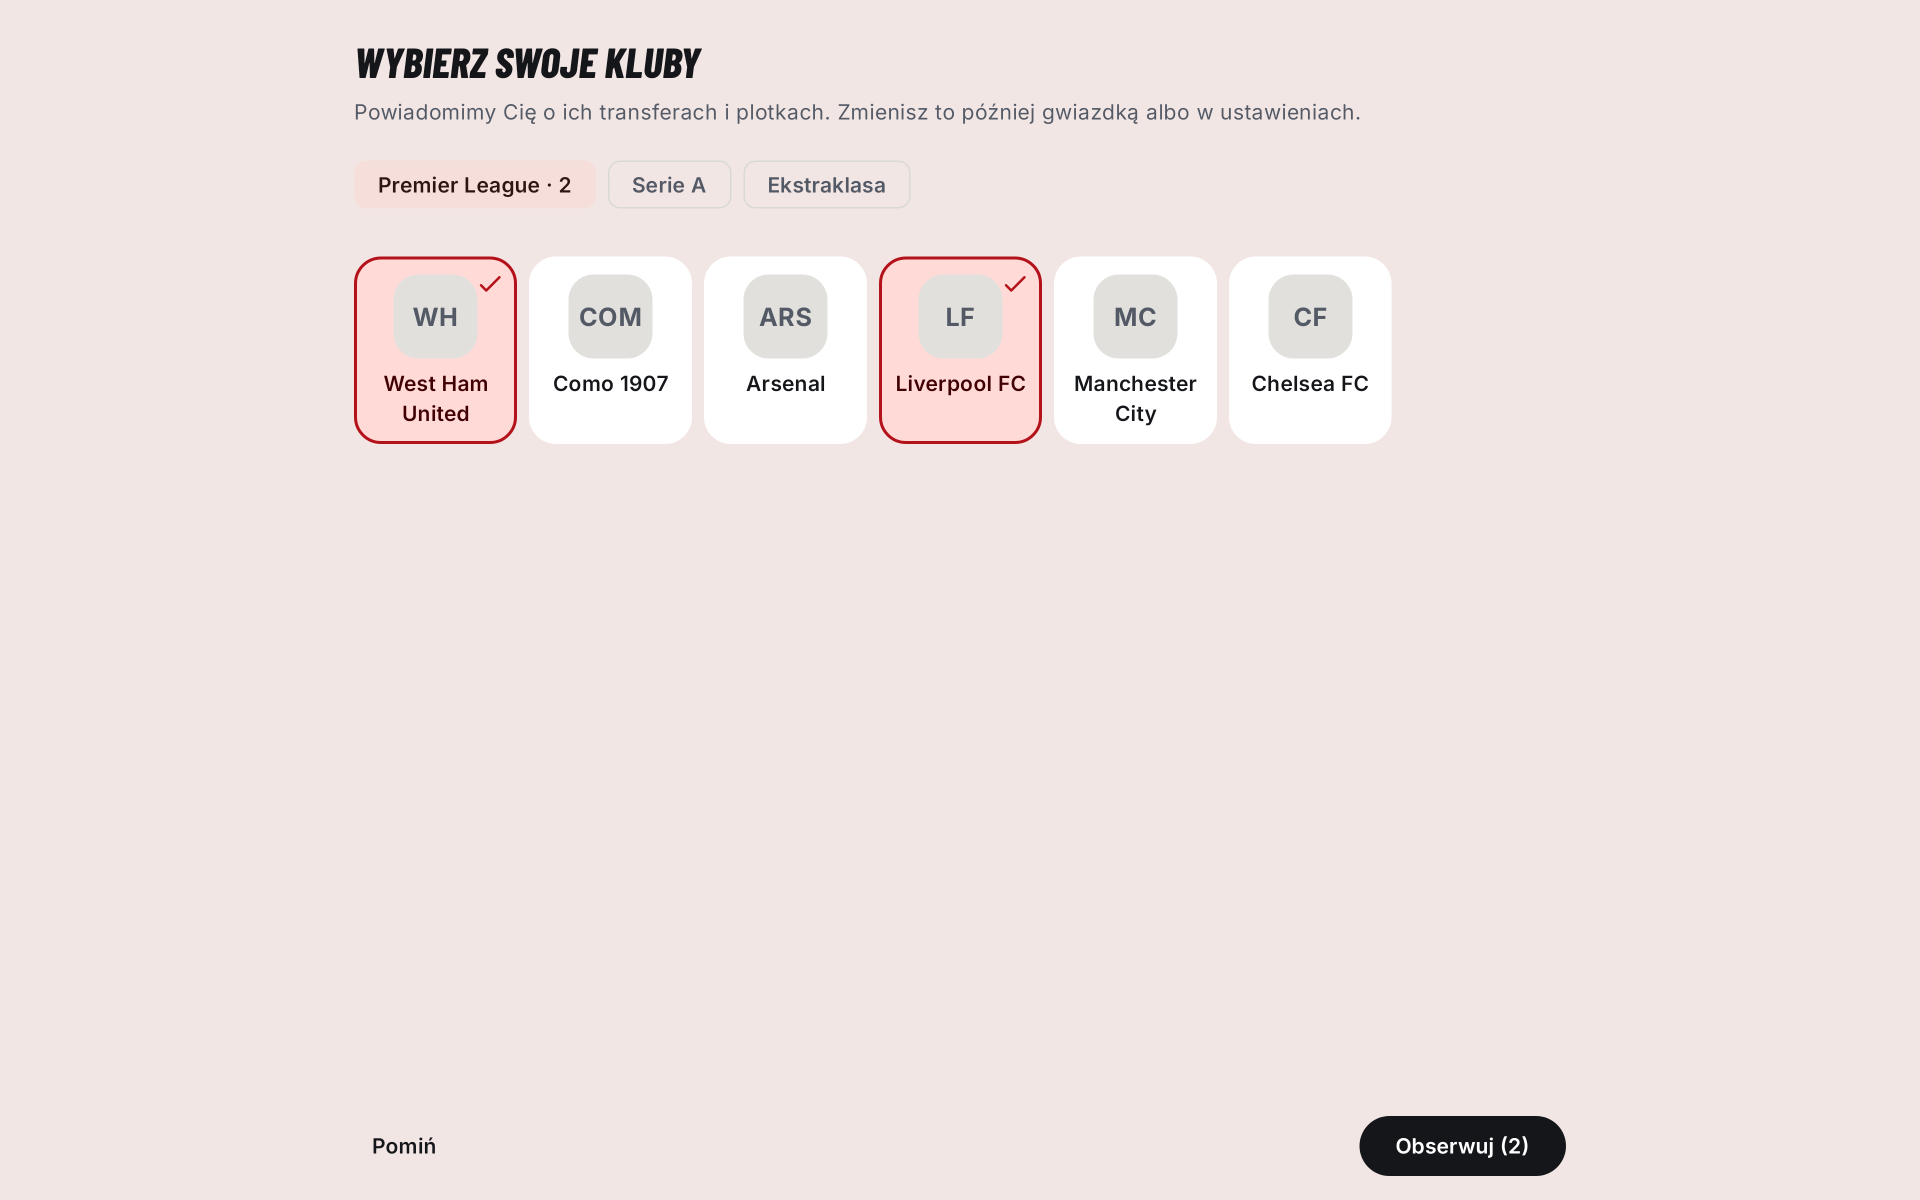 WYBIERZ SWOJE KLUBY
Powiadomimy Cię o ich transferach i plotkach. Zmienisz to później gwiazdką albo w ustawieniach.
Premier League · 2
Serie A
Ekstraklasa
WH
West Ham
United
COM
Como 1907
ARS
Arsenal
LF
Liverpool FC
MC
Manchester
City
CF
Chelsea FC
Pomiń
Obserwuj (2)